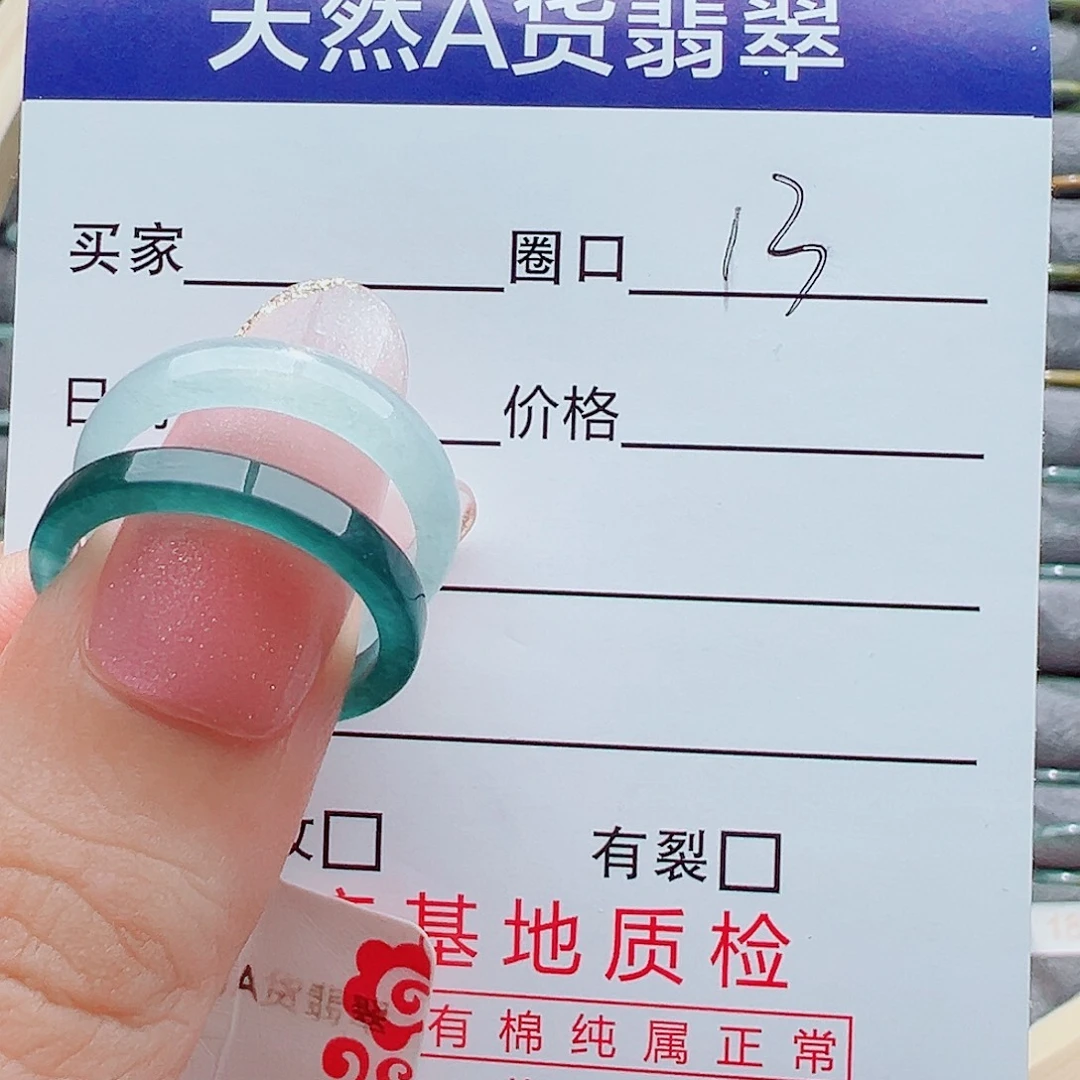 天然A货翡翠
买家 圈口 13
日 价格
有裂
基地质检
A货翡翠
有棉纯属正常